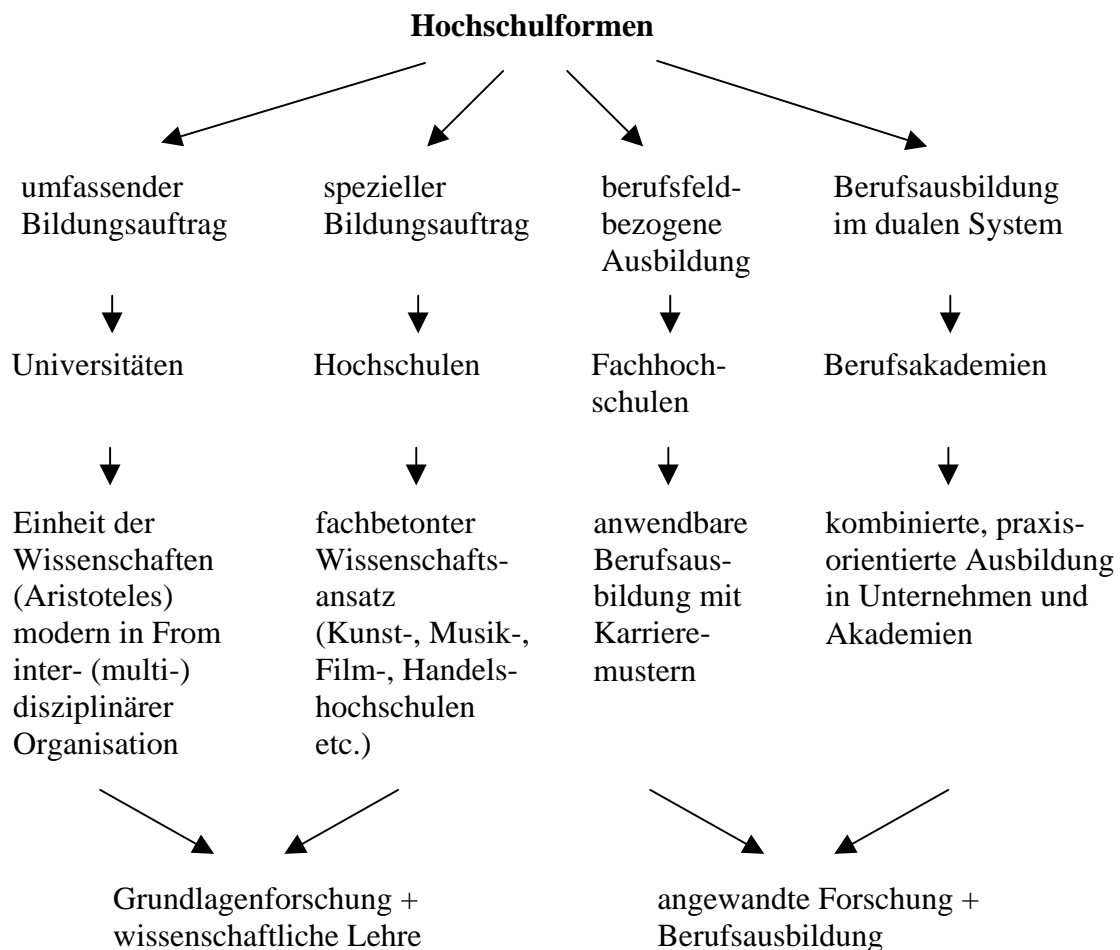 Hochschulformen
umfassender
Bildungsauftrag
spezieller
Bildungsauftrag
berufsfeld-
bezogene
Ausbildung
Berufsausbildung
im dualen System
Universitäten
Hochschulen
Fachhoch-
schulen
Berufsakademien
Einheit der
Wissenschaften
(Aristoteles)
modern in From
inter- (multi-)
disziplinärer
Organisation
fachbetonter
Wissenschafts-
ansatz
(Kunst-, Musik-,
Film-, Handels-
hochschulen
etc.)
anwendbare
Berufsaus-
bildung mit
Karriere-
mustern
kombinierte, praxis-
orientierte Ausbildung
in Unternehmen und
Akademien
Grundlagenforschung +
wissenschaftliche Lehre
angewandte Forschung +
Berufsausbildung